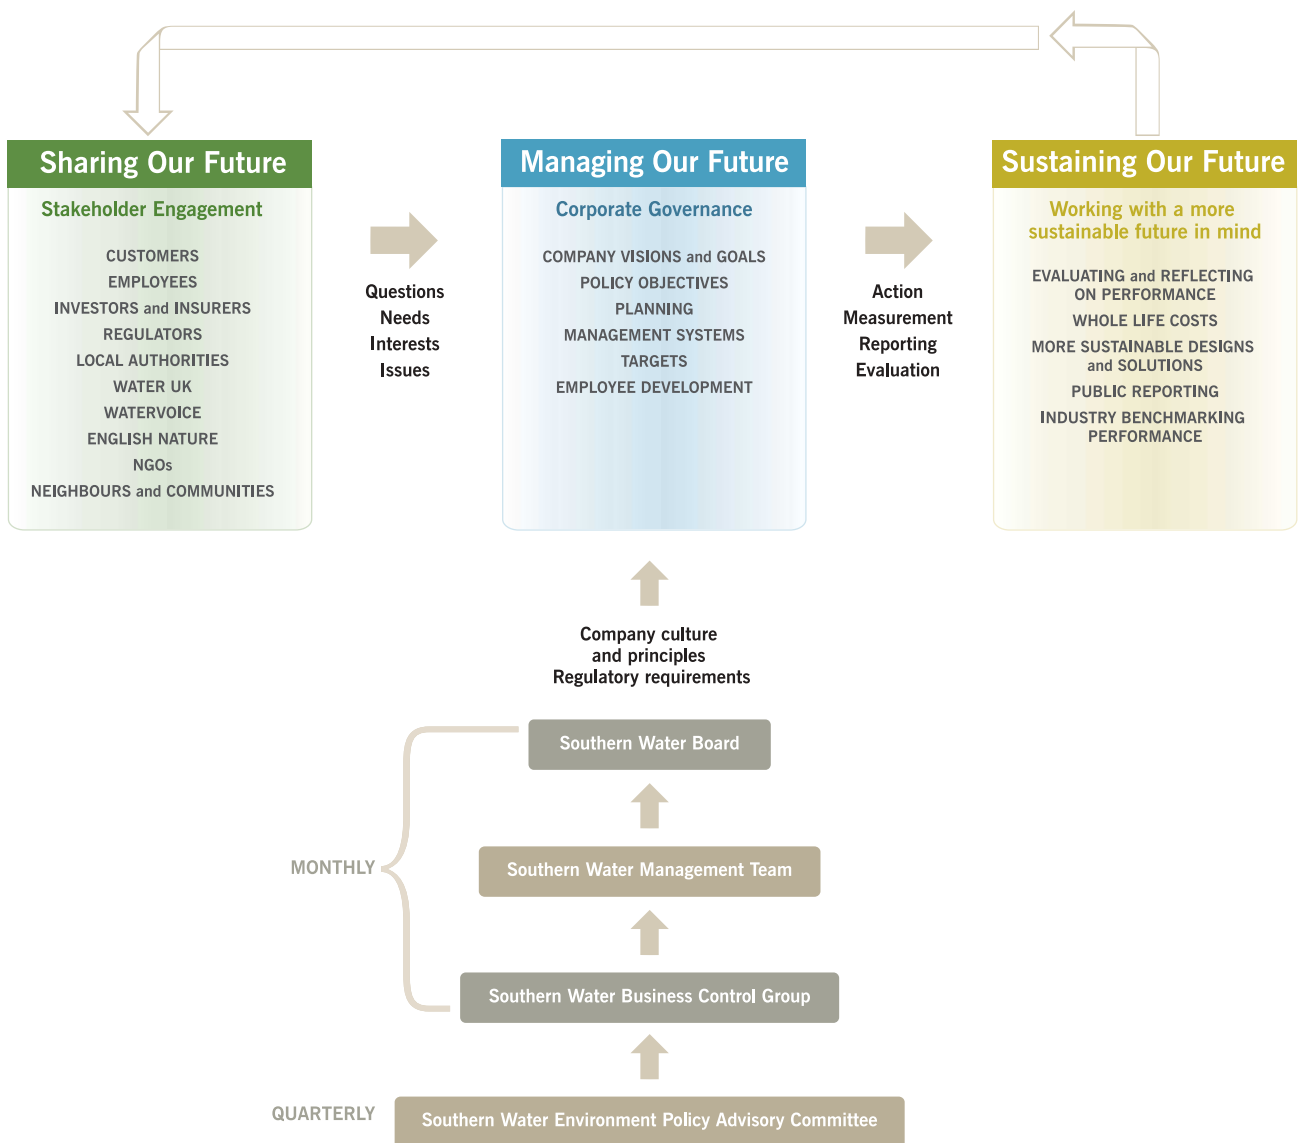 Sharing Our Future
Stakeholder Engagement
CUSTOMERS
EMPLOYEES
INVESTORS and INSURERS
REGULATORS
LOCAL AUTHORITIES
WATER UK
WATERVOICE
ENGLISH NATURE
NGOs
NEIGHBOURS and COMMUNITIES
Questions
Needs
Interests
Issues
Managing Our Future
Corporate Governance
COMPANY VISIONS and GOALS
POLICY OBJECTIVES
PLANNING
MANAGEMENT SYSTEMS
TARGETS
EMPLOYEE DEVELOPMENT
Action
Measurement
Reporting
Evaluation
Sustaining Our Future
Working with a more
sustainable future in mind
EVALUATING and REFLECTING
ON PERFORMANCE
WHOLE LIFE COSTS
MORE SUSTAINABLE DESIGNS
and SOLUTIONS
PUBLIC REPORTING
INDUSTRY BENCHMARKING
PERFORMANCE
Company culture
and principles
Regulatory requirements
Southern Water Board
MONTHLY
Southern Water Management Team
Southern Water Business Control Group
QUARTERLY
Southern Water Environment Policy Advisory Committee